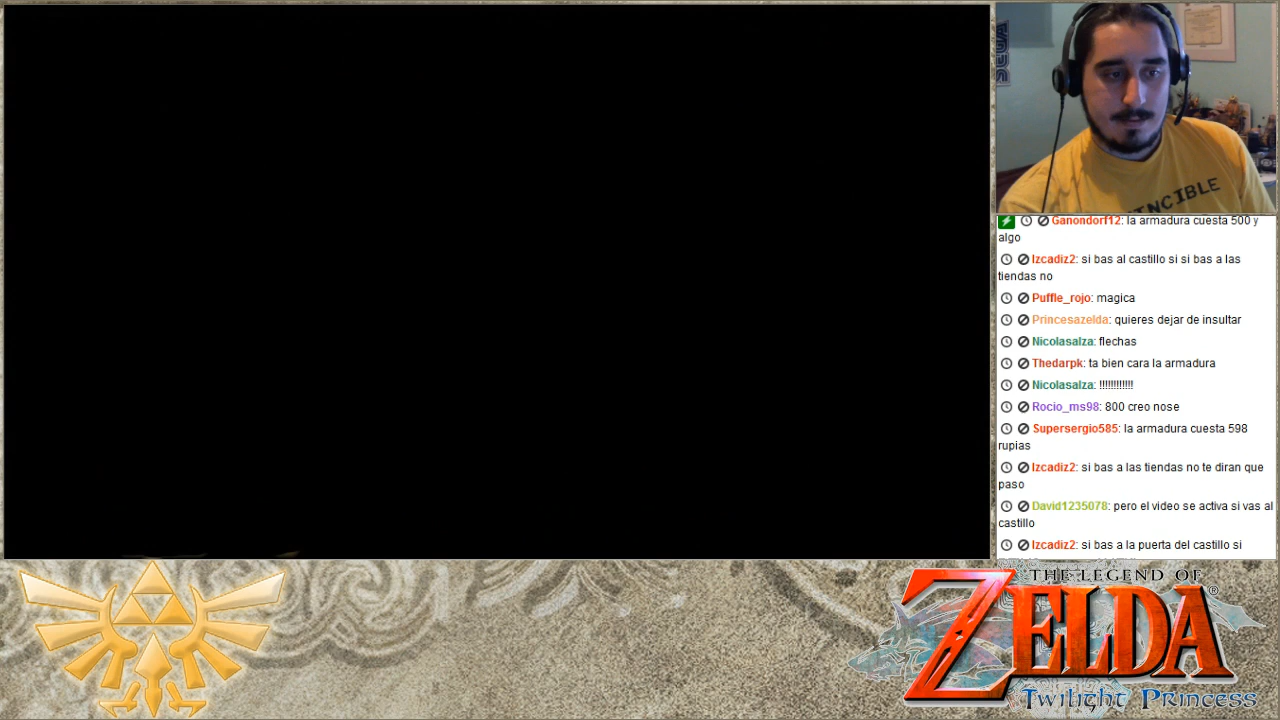 SEGA
INCIBLE
Ganondorf12: la armadura cuesta 500 y
algo
Izcadiz2: si bas al castillo si si bas a las
tiendas no
Puffle_rojo: magica
Princesazelda: quieres dejar de insultar
Nicolasalza: flechas
Thedarpk: ta bien cara la armadura
Nicolasalza: !!!!!!!!!!!!
Rocio_ms98: 800 creo nose
Supersergio585: la armadura cuesta 598
rupias
Izcadiz2: si bas a las tiendas no te diran que
paso
David1235078: pero el video se activa si vas al
castillo
Izcadiz2: si bas a la puerta del castillo si
THE LEGEND OF
ZELDA®
Twilight Princess